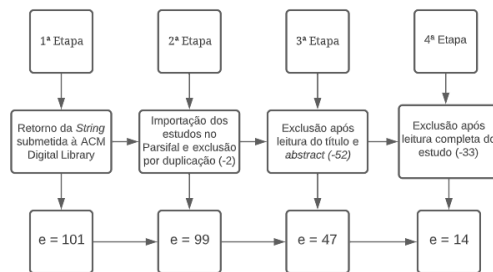 1ª Etapa
2ª Etapa
3ª Etapa
4ª Etapa
Retorno da String
submetida à ACM
Digital Library
Importação dos
estudos no
Parsifal e exclusão
por duplicação (-2)
Exclusão após
leitura do título e
abstract (-52)
Exclusão após
leitura completa do
estudo (-33)
e = 101
e = 99
e = 47
e = 14